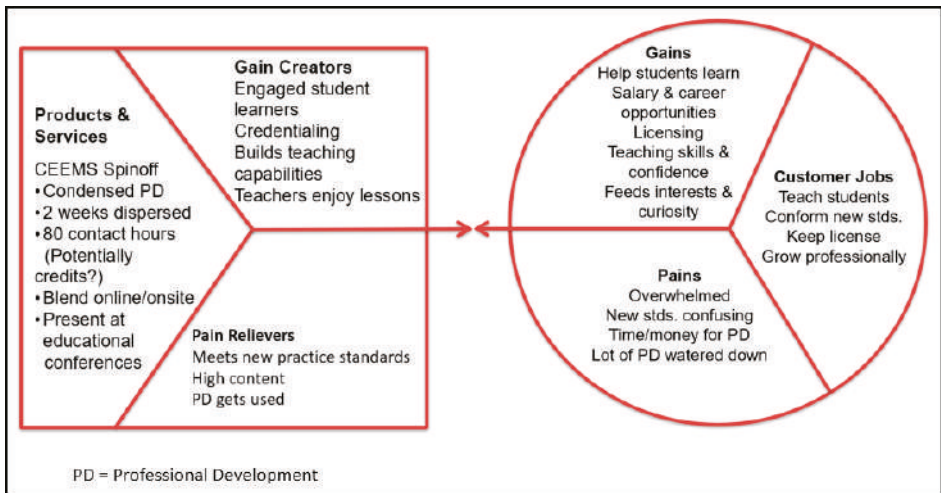 Products &
Services
CEEMS Spinoff
•Condensed PD
•2 weeks dispersed
•80 contact hours
(Potentially
credits?)
•Blend online/onsite
•Present at
educational
conferences
Gain Creators
Engaged student
learners
Credentialing
Builds teaching
capabilities
Teachers enjoy lessons
Pain Relievers
Meets new practice standards
High content
PD gets used
Gains
Help students learn
Salary & career
opportunities
Licensing
Teaching skills &
confidence
Feeds interests &
curiosity
Pains
Overwhelmed
New stds. confusing
Time/money for PD
Lot of PD watered down
Customer Jobs
Teach students
Conform new stds.
Keep license
Grow professionally
PD = Professional Development